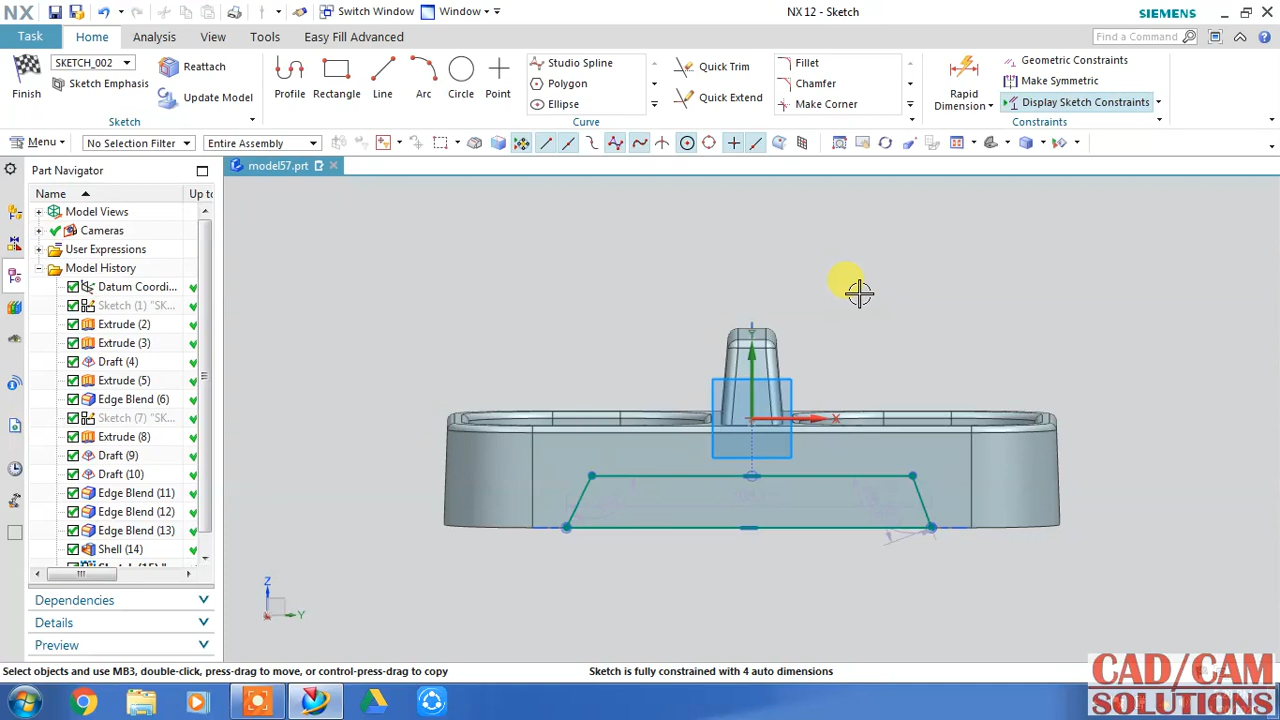 NX Switch Window Window NX 12 - Sketch SIEMENS
Task Home Analysis View Tools Easy Fill Advanced Find a Command
SKETCH_002 Reattach Studio Spline Quick Trim Fillet Geometric Constraints
Finish Sketch Emphasis Update Model Profile Rectangle Line Arc Circle Point Polygon Quick Extend Chamfer Rapid Dimension Make Symmetric
Ellipse Make Corner Display Sketch Constraints
Sketch Curve Constraints
Menu No Selection Filter Entire Assembly
Part Navigator model57.prt
Name Up to
Model Views
Cameras
User Expressions
Model History
Datum Coordi...
Sketch (1) "SK...
Extrude (2)
Extrude (3)
Draft (4)
Extrude (5)
Edge Blend (6)
Sketch (7) "SK...
Extrude (8)
Draft (9)
Draft (10)
Edge Blend (11)
Edge Blend (12)
Edge Blend (13)
Shell (14)
X
Z
Y
Dependencies
Details
Preview
Select objects and use MB3, double-click, press-drag to move, or control-press-drag to copy Sketch is fully constrained with 4 auto dimensions
CAD/CAM
SOLUTIONS